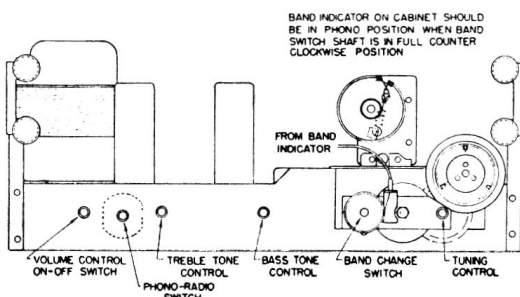 BAND INDICATOR ON CABINET SHOULD
BE IN PHONO POSITION WHEN BAND
SWITCH SHAFT IS IN FULL COUNTER
CLOCKWISE POSITION
FROM BAND
INDICATOR
VOLUME CONTROL
ON-OFF SWITCH
PHONO-RADIO
SWITCH
TREBLE TONE
CONTROL
BASS TONE
CONTROL
BAND CHANGE
SWITCH
TUNING
CONTROL